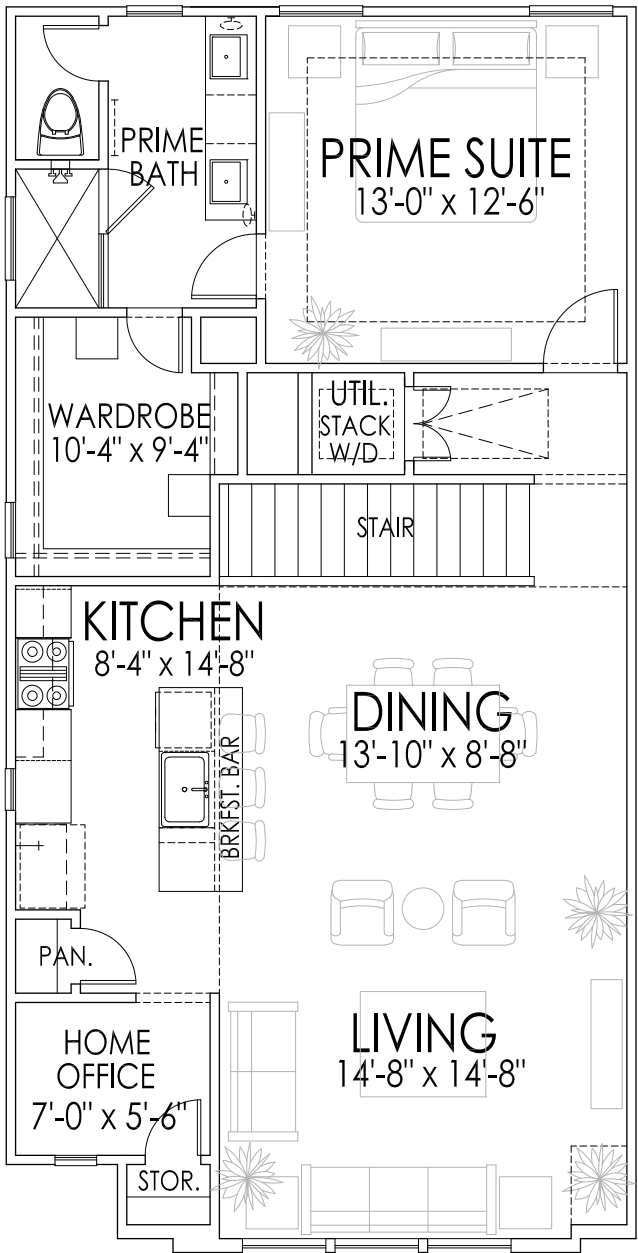 PRIME
BATH
PRIME SUITE
13'-0" x 12'-6"
WARDROBE
10'-4" x 9'-4"
UTIL.
STACK
W/D
STAIR
KITCHEN
8'-4" x 14'-8"
BRKFST. BAR
DINING
13'-10" x 8'-8"
PAN.
HOME
OFFICE
7'-0" x 5'-6"
LIVING
14'-8" x 14'-8"
STOR.